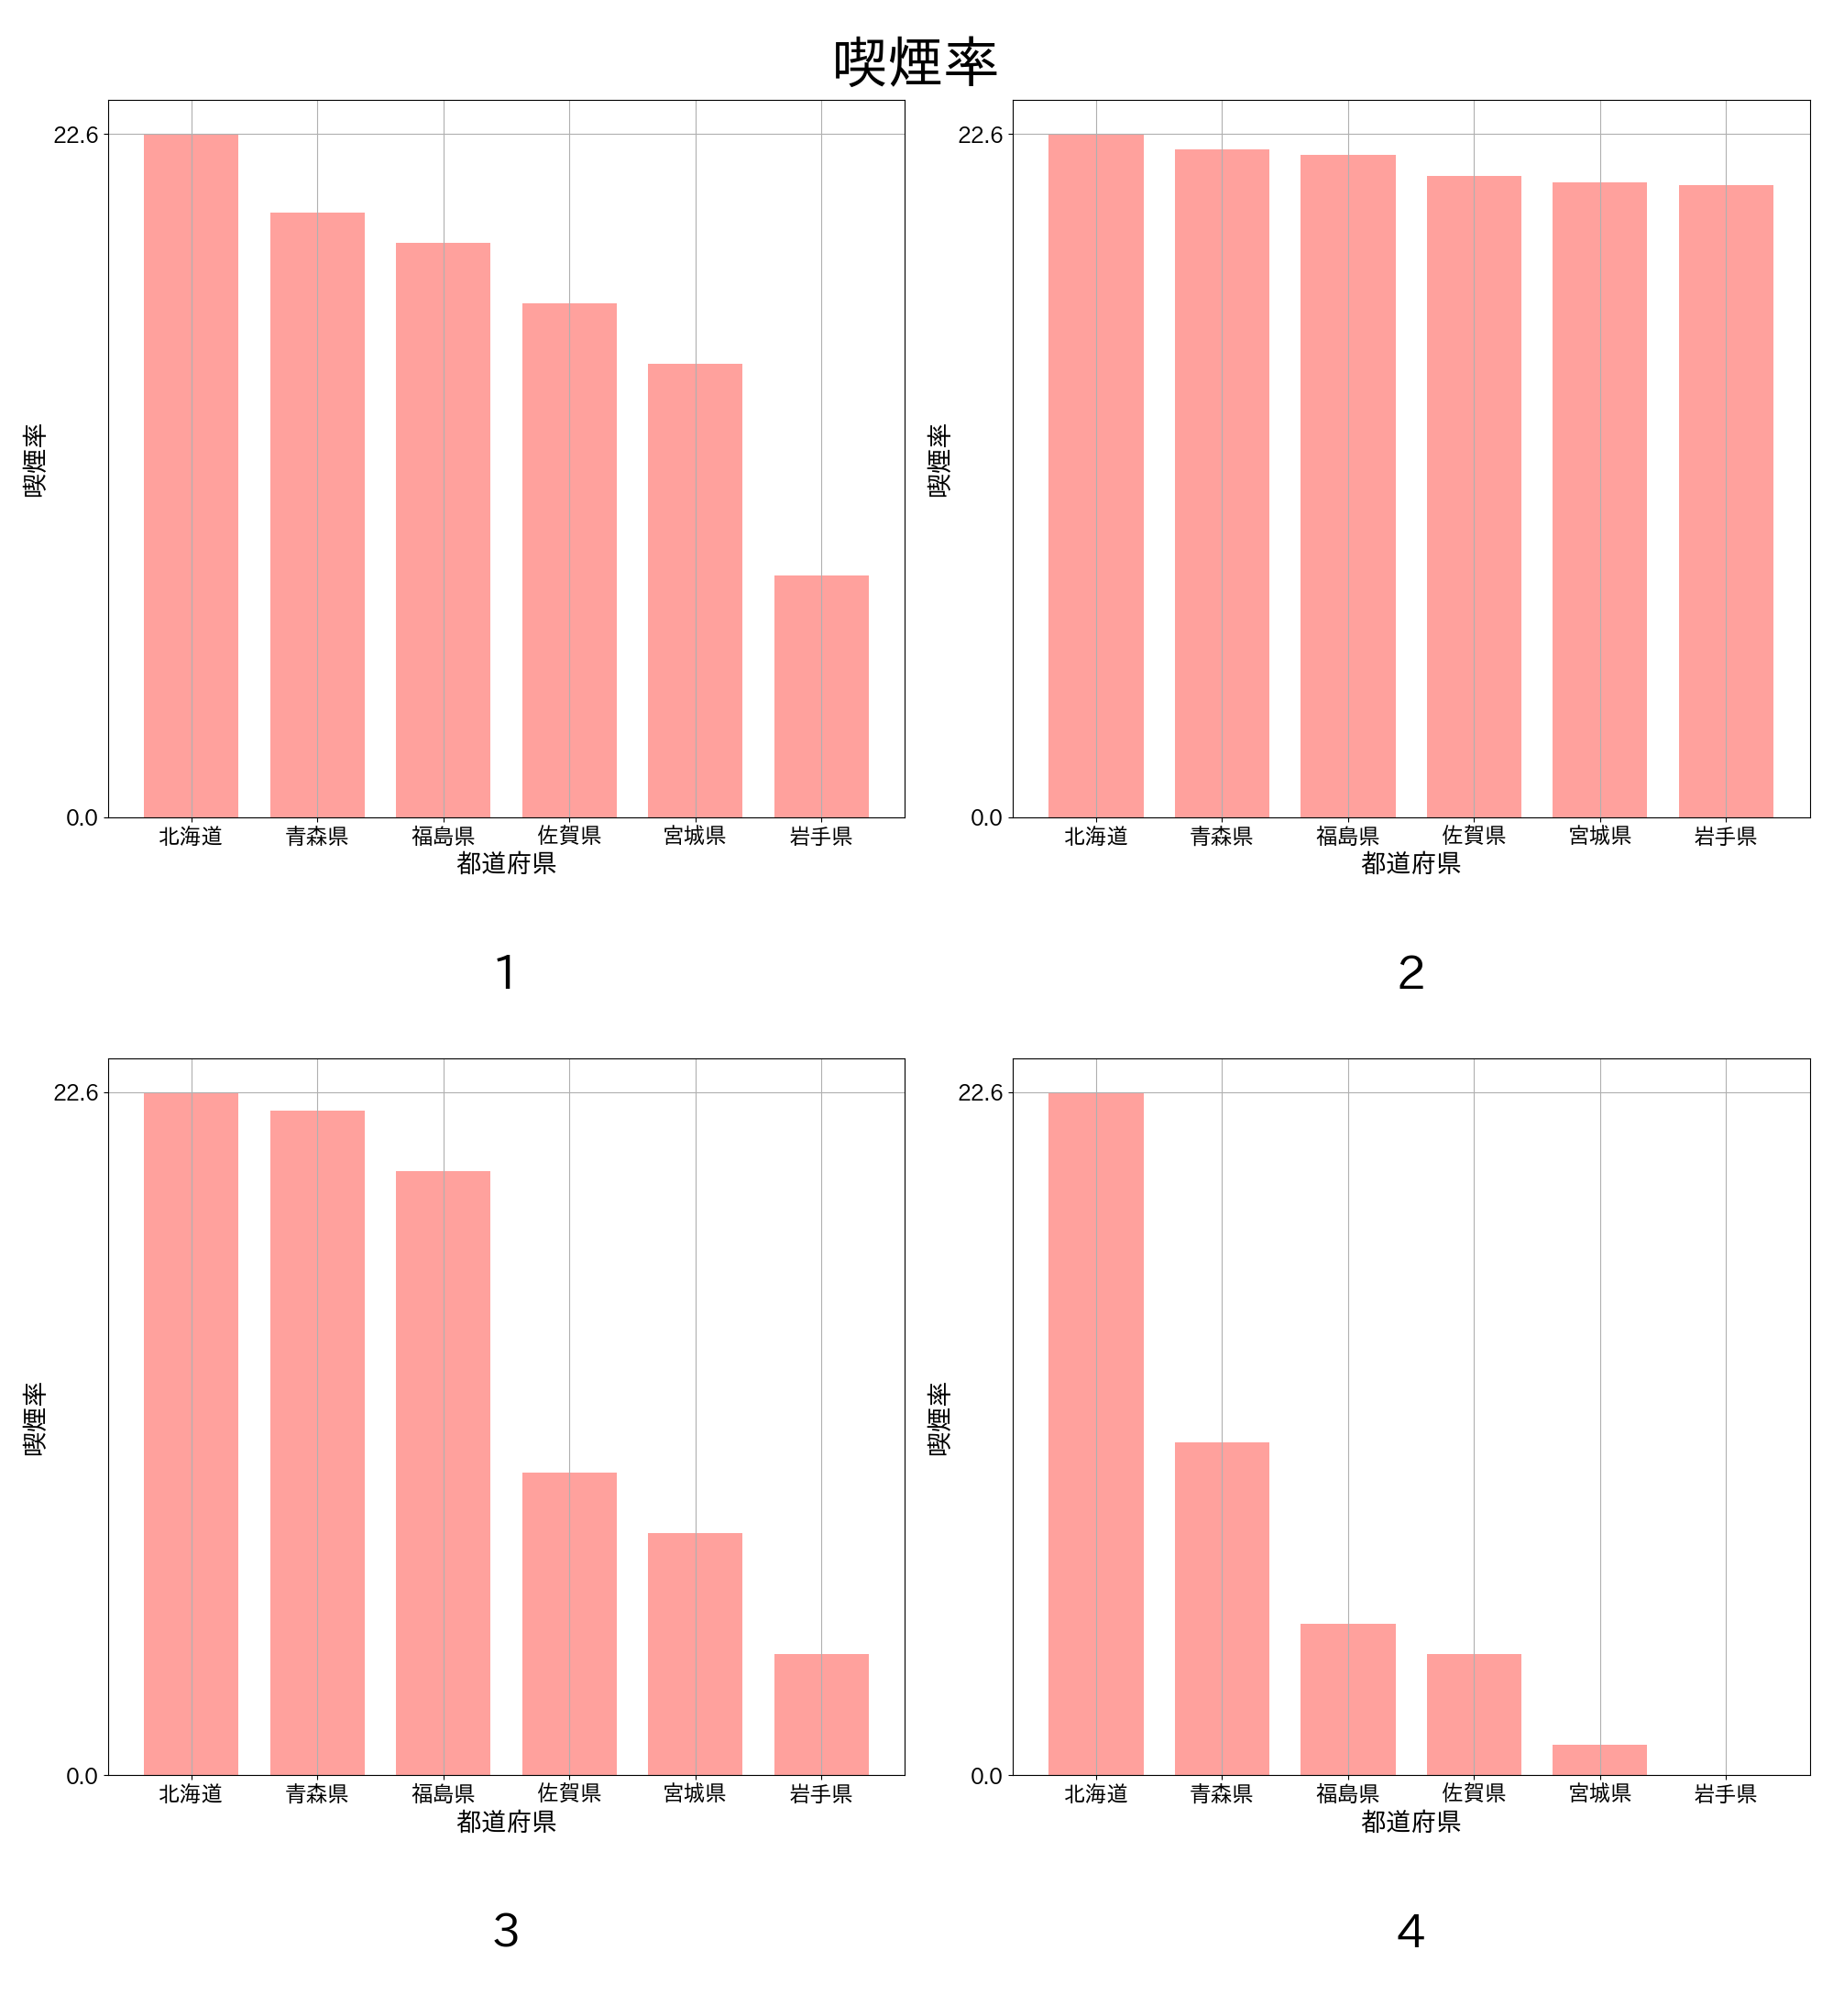 喫煙率
22.6
喫煙率
0.0
北海道 青森県 福島県 佐賀県 宮城県 岩手県
都道府県
1
22.6
喫煙率
0.0
北海道 青森県 福島県 佐賀県 宮城県 岩手県
都道府県
2
22.6
喫煙率
0.0
北海道 青森県 福島県 佐賀県 宮城県 岩手県
都道府県
3
22.6
喫煙率
0.0
北海道 青森県 福島県 佐賀県 宮城県 岩手県
都道府県
4